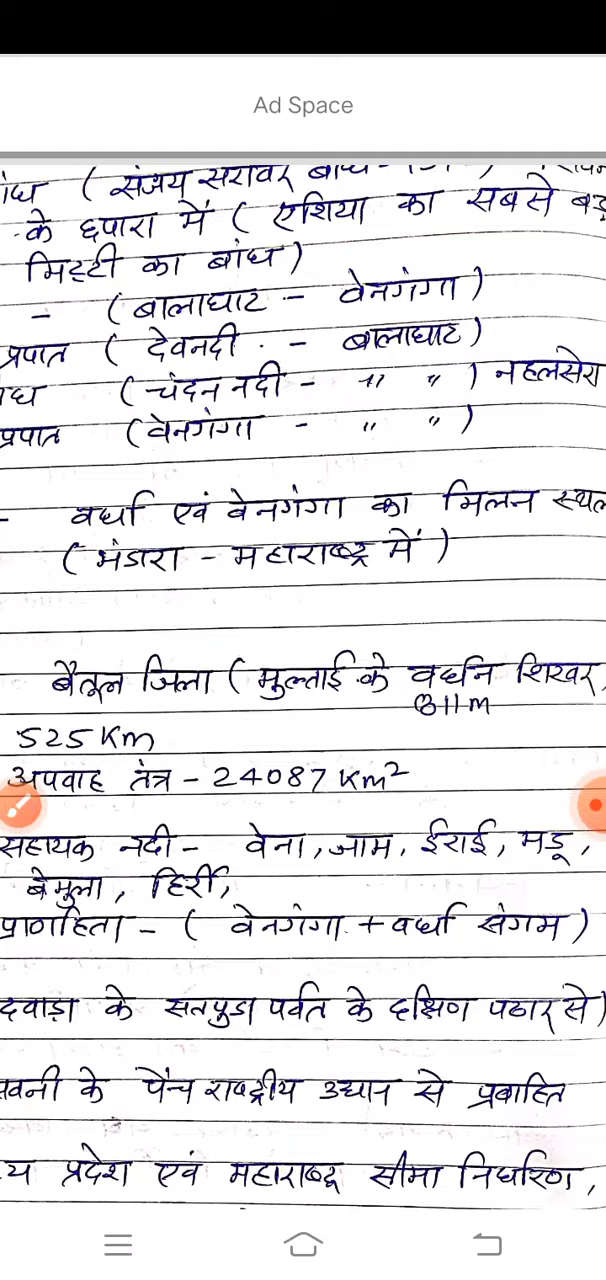 Ad Space
(संजय सरोवर बांध-
के छपारा में ( एशिया का सबसे बड़
मिट्टी का बांध)
- (बालाघाट - वेनगंगा)
प्रपात ( देवनदी - बालाघाट)
(चंदन नदी - " " ) नहलसेरा
प्रपात (वेनगंगा - " " )
- वर्धा एवं वेनगंगा का मिलन स्थल
(भंडारा - महाराष्ट्र में )
बैतूल जिला ( मुल्ताई के वर्धन शिखर,
811m
525 Km
अपवाह तंत्र - 24087 Km²
सहायक नदी - वेना, जाम, ईराई, मडू,
बेमुला, हिरी,
प्राणहिता - ( वेनगंगा + वर्धा संगम )
दवाड़ा के सतपुड़ा पर्वत के दक्षिण पठार से)
वनी के पेंच राष्ट्रीय उद्यान से प्रवाहित
य प्रदेश एवं महाराष्ट्र सीमा निर्धारण,